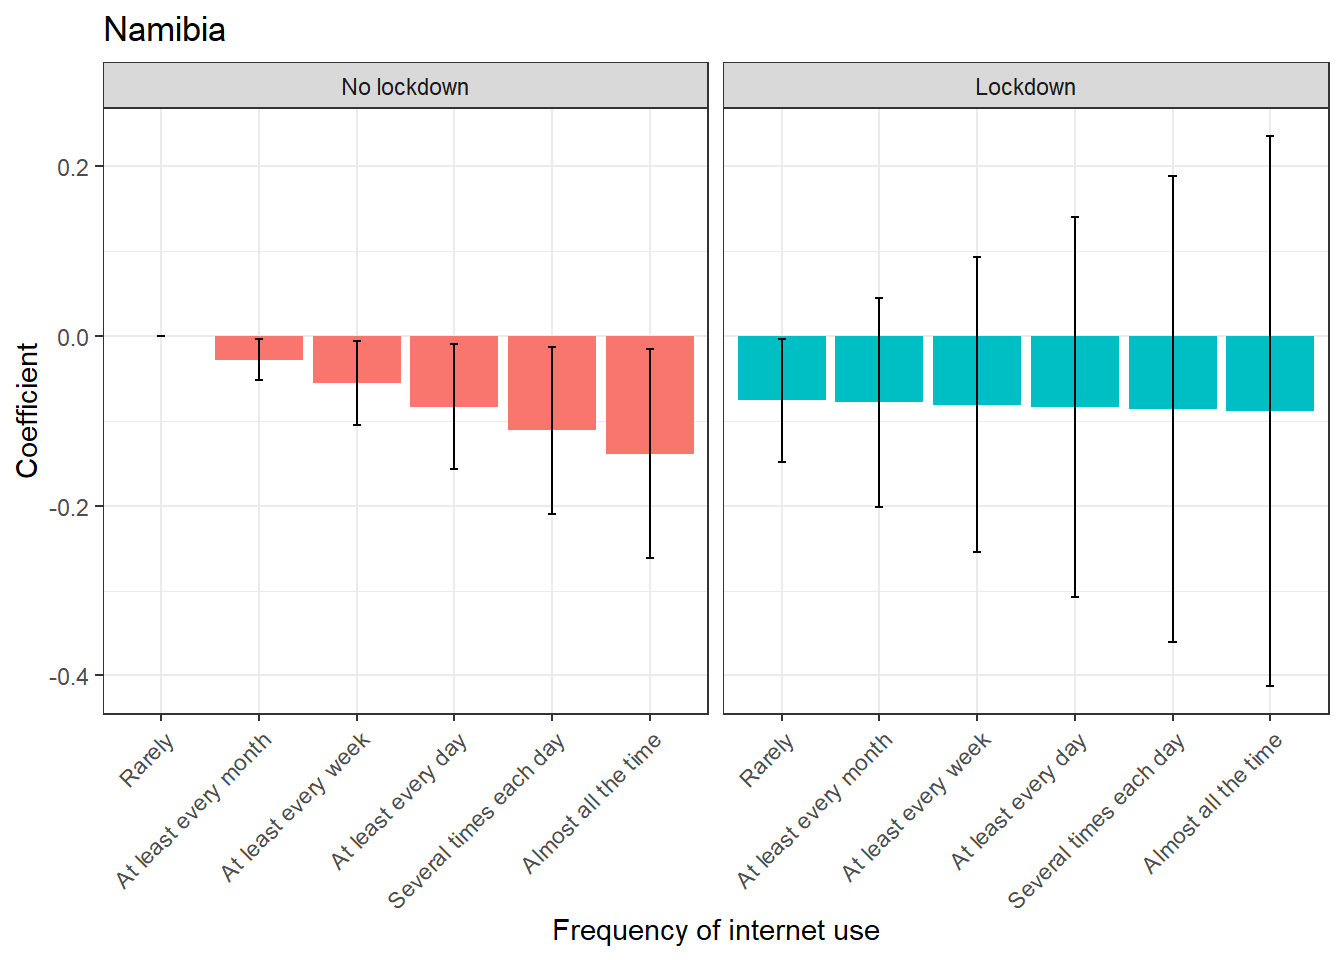 Namibia
No lockdown
Lockdown
Coefficient
0.2
0.0
-0.2
-0.4
Rarely
At least every month
At least every week
At least every day
Several times each day
Almost all the time
Rarely
At least every month
At least every week
At least every day
Several times each day
Almost all the time
Frequency of internet use